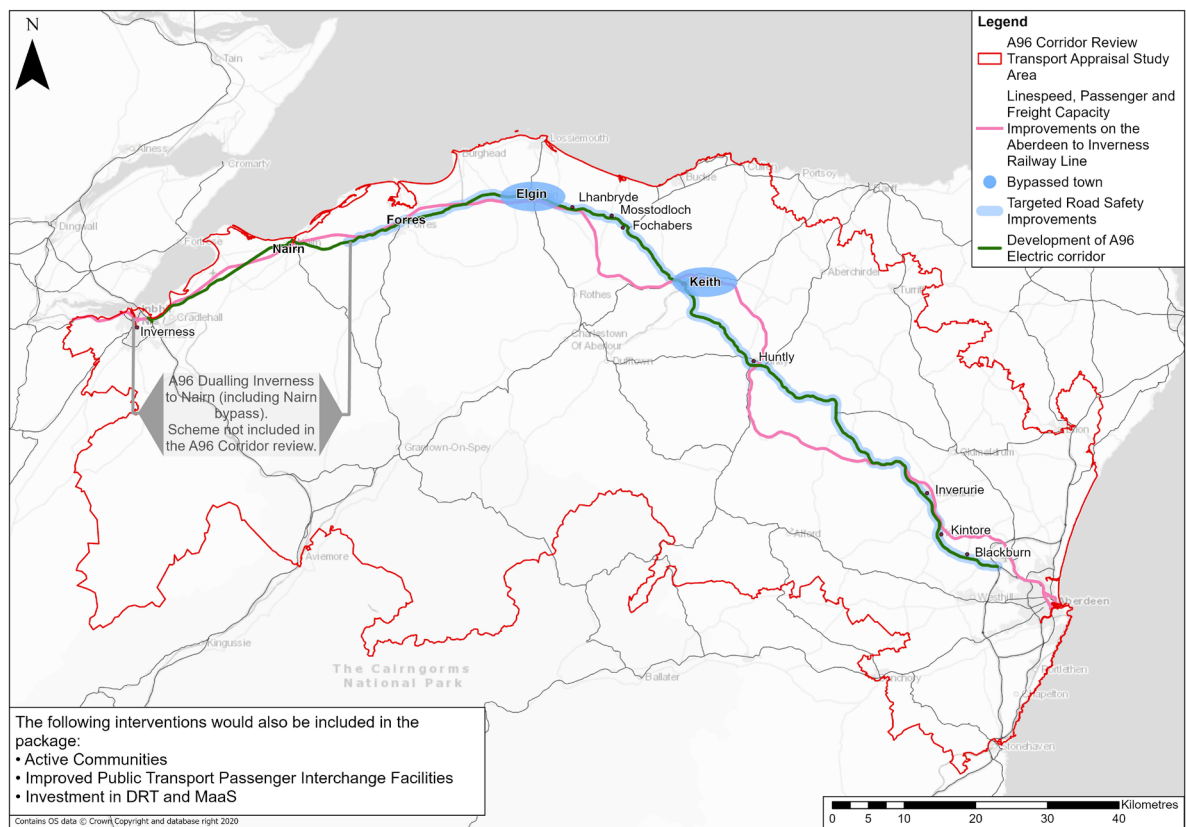 N
Legend
A96 Corridor Review
Transport Appraisal Study
Area
Linespeed, Passenger and
Freight Capacity
Improvements on the
Aberdeen to Inverness
Railway Line
Bypassed town
Targeted Road Safety
Improvements
Development of A96
Electric corridor
Tain
Alness
Cromarty
Dingwall
Lossiemouth
Burghead
Buckie
Portsoy
Elgin
Lhanbryde
Mosstodloch
Fochabers
Forres
Nairn
Keith
Aberchirder
Rothes
Cradlehall
Inverness
Charlestown
Of Aberlour
Dufftown
Huntly
A96 Dualling Inverness
to Nairn (including Nairn
bypass).
Scheme not included in
the A96 Corridor review.
Grantown-On-Spey
Inverurie
Kintore
Blackburn
Alford
Westhill
Aberdeen
Aviemore
Kingussie
The Cairngorms
National Park
Ballater
Portlethen
Stonehaven
The following interventions would also be included in the
package:
• Active Communities
• Improved Public Transport Passenger Interchange Facilities
• Investment in DRT and MaaS
Contains OS data © Crown Copyright and database right 2020
Kilometres
0 5 10 20 30 40